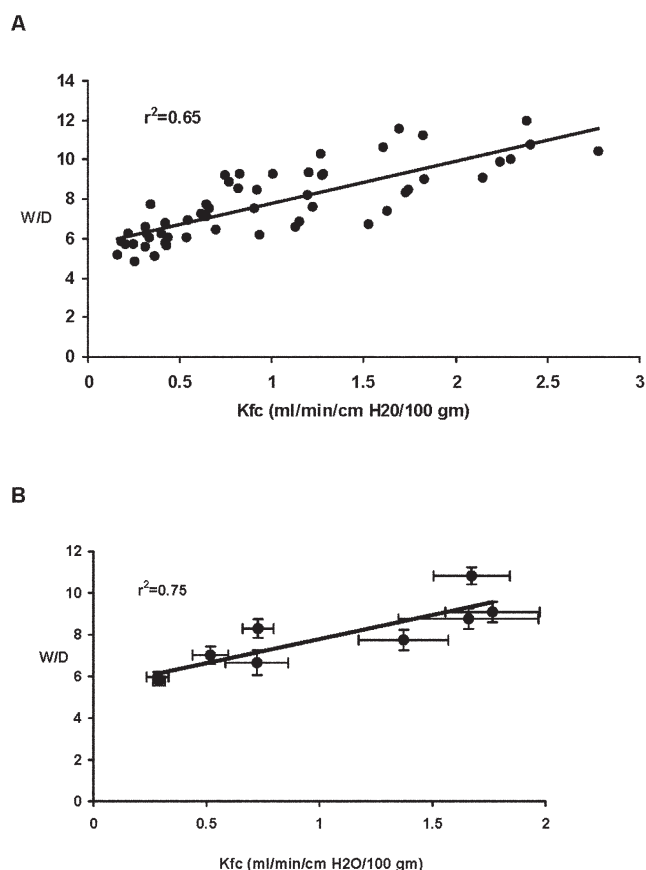 A
14
12
10
8
6
4
2
0
W/D
r²=0.65
0 0.5 1 1.5 2 2.5 3
Kfc (ml/min/cm H20/100 gm)
B
12
10
8
6
4
2
0
W/D
r²=0.75
0 0.5 1 1.5 2
Kfc (ml/min/cm H2O/100 gm)